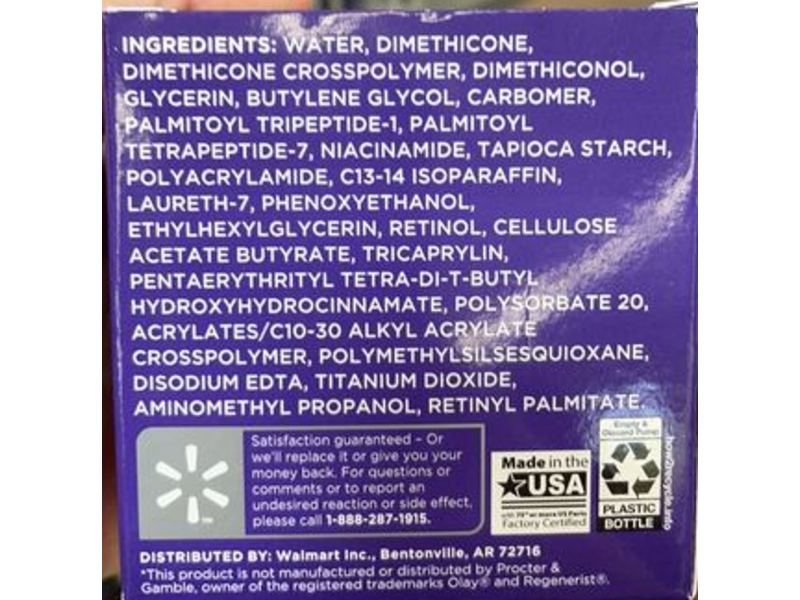 INGREDIENTS: WATER, DIMETHICONE,
DIMETHICONE CROSSPOLYMER, DIMETHICONOL,
GLYCERIN, BUTYLENE GLYCOL, CARBOMER,
PALMITOYL TRIPEPTIDE-1, PALMITOYL
TETRAPEPTIDE-7, NIACINAMIDE, TAPIOCA STARCH,
POLYACRYLAMIDE, C13-14 ISOPARAFFIN,
LAURETH-7, PHENOXYETHANOL,
ETHYLHEXYLGLYCERIN, RETINOL, CELLULOSE
ACETATE BUTYRATE, TRICAPRYLIN,
PENTAERYTHRITYL TETRA-DI-T-BUTYL
HYDROXYHYDROCINNAMATE, POLYSORBATE 20,
ACRYLATES/C10-30 ALKYL ACRYLATE
CROSSPOLYMER, POLYMETHYLSILSESQUIOXANE,
DISODIUM EDTA, TITANIUM DIOXIDE,
AMINOMETHYL PROPANOL, RETINYL PALMITATE.
Satisfaction guaranteed – Or
we'll replace it or give you your
money back. For questions or
comments or to report an
undesired reaction or side effect,
please call 1-888-287-1915.
Made in the
USA
with 70% or more US Parts
Factory Certified
Empty &
Discard Pump
PLASTIC
BOTTLE
how2recycle.info
DISTRIBUTED BY: Walmart Inc., Bentonville, AR 72716
*This product is not manufactured or distributed by Procter &
Gamble, owner of the registered trademarks Olay® and Regenerist®.